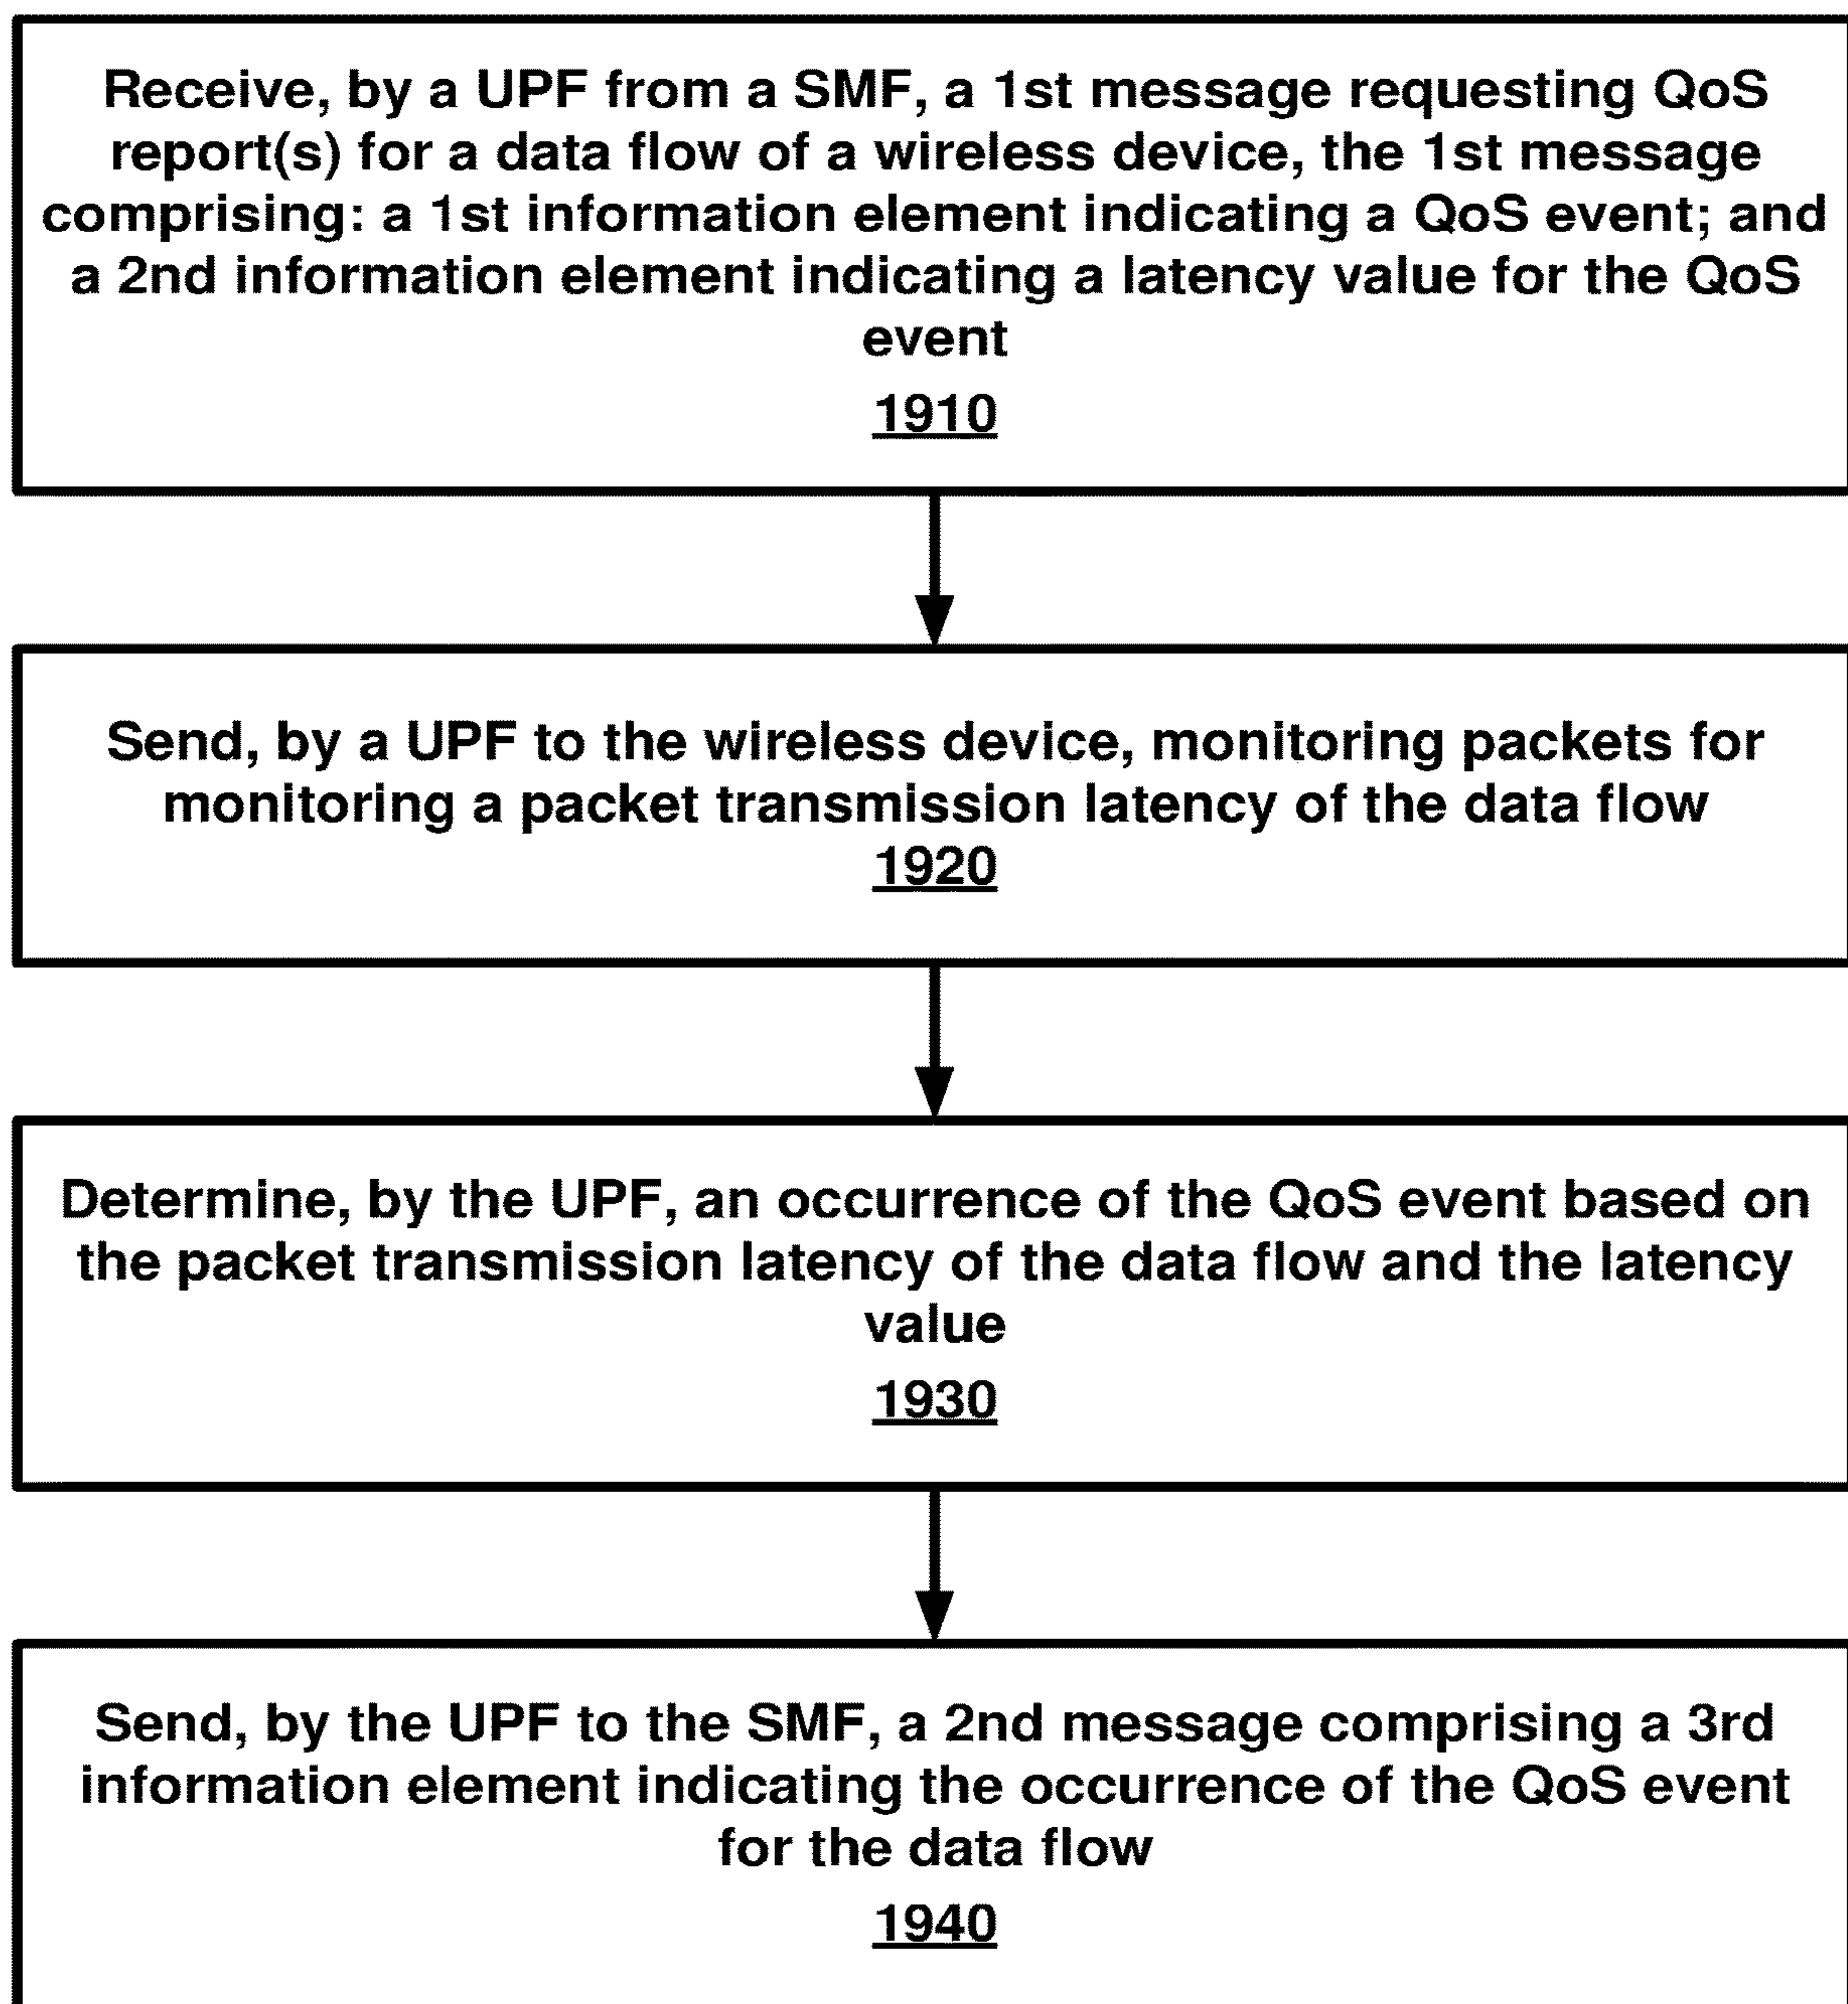 Receive, by a UPF from a SMF, a 1st message requesting QoS
report(s) for a data flow of a wireless device, the 1st message
comprising: a 1st information element indicating a QoS event; and
a 2nd information element indicating a latency value for the QoS
event
1910
Send, by a UPF to the wireless device, monitoring packets for
monitoring a packet transmission latency of the data flow
1920
Determine, by the UPF, an occurrence of the QoS event based on
the packet transmission latency of the data flow and the latency
value
1930
Send, by the UPF to the SMF, a 2nd message comprising a 3rd
information element indicating the occurrence of the QoS event
for the data flow
1940